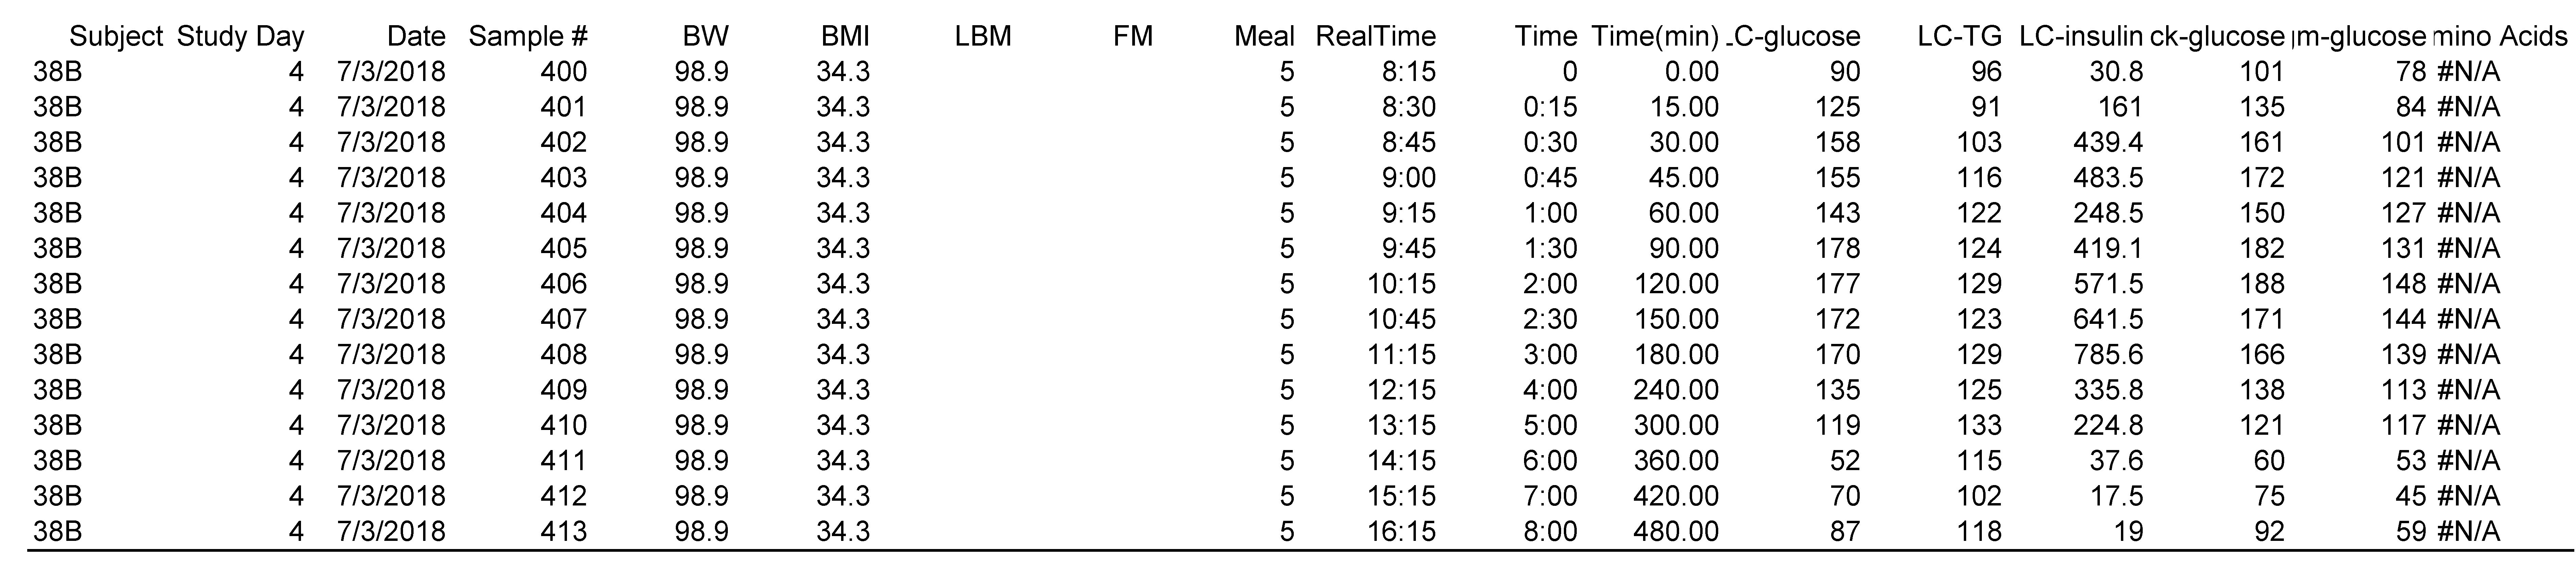 Subject Study Day Date Sample # BW BMI LBM FM Meal RealTime Time Time(min) C-glucose LC-TG LC-insulin ck-glucose m-glucose mino Acids
38B 4 7/3/2018 400 98.9 34.3 5 8:15 0 0.00 90 96 30.8 101 78 #N/A
38B 4 7/3/2018 401 98.9 34.3 5 8:30 0:15 15.00 125 91 161 135 84 #N/A
38B 4 7/3/2018 402 98.9 34.3 5 8:45 0:30 30.00 158 103 439.4 161 101 #N/A
38B 4 7/3/2018 403 98.9 34.3 5 9:00 0:45 45.00 155 116 483.5 172 121 #N/A
38B 4 7/3/2018 404 98.9 34.3 5 9:15 1:00 60.00 143 122 248.5 150 127 #N/A
38B 4 7/3/2018 405 98.9 34.3 5 9:45 1:30 90.00 178 124 419.1 182 131 #N/A
38B 4 7/3/2018 406 98.9 34.3 5 10:15 2:00 120.00 177 129 571.5 188 148 #N/A
38B 4 7/3/2018 407 98.9 34.3 5 10:45 2:30 150.00 172 123 641.5 171 144 #N/A
38B 4 7/3/2018 408 98.9 34.3 5 11:15 3:00 180.00 170 129 785.6 166 139 #N/A
38B 4 7/3/2018 409 98.9 34.3 5 12:15 4:00 240.00 135 125 335.8 138 113 #N/A
38B 4 7/3/2018 410 98.9 34.3 5 13:15 5:00 300.00 119 133 224.8 121 117 #N/A
38B 4 7/3/2018 411 98.9 34.3 5 14:15 6:00 360.00 52 115 37.6 60 53 #N/A
38B 4 7/3/2018 412 98.9 34.3 5 15:15 7:00 420.00 70 102 17.5 75 45 #N/A
38B 4 7/3/2018 413 98.9 34.3 5 16:15 8:00 480.00 87 118 19 92 59 #N/A